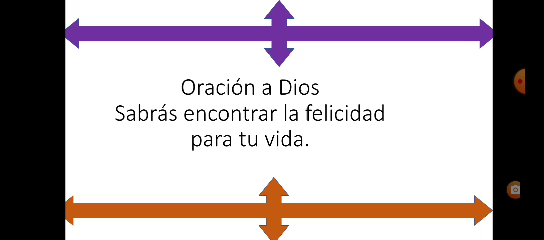 Oración a Dios
Sabrás encontrar la felicidad
para tu vida.